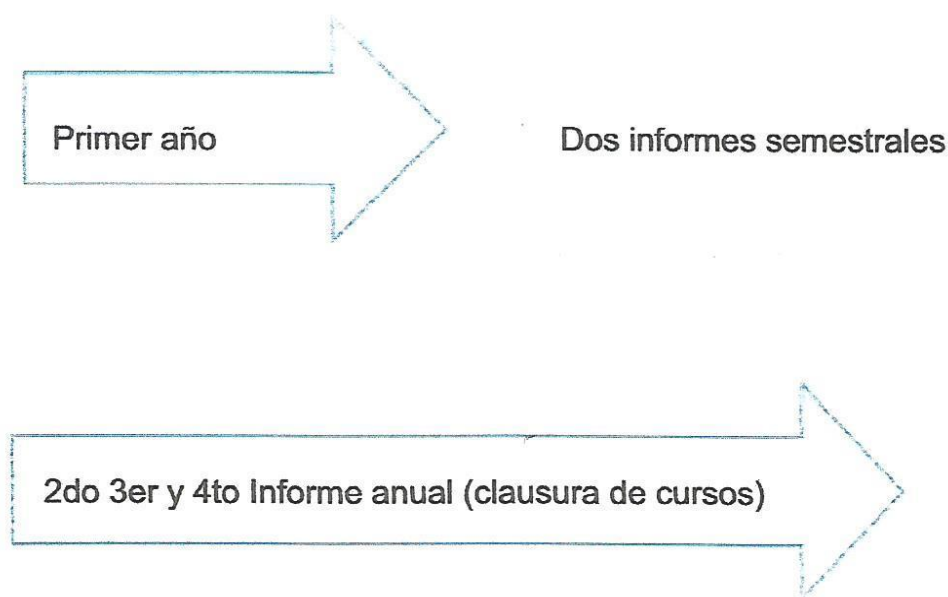 Primer año
Dos informes semestrales
2do 3er y 4to Informe anual (clausura de cursos)